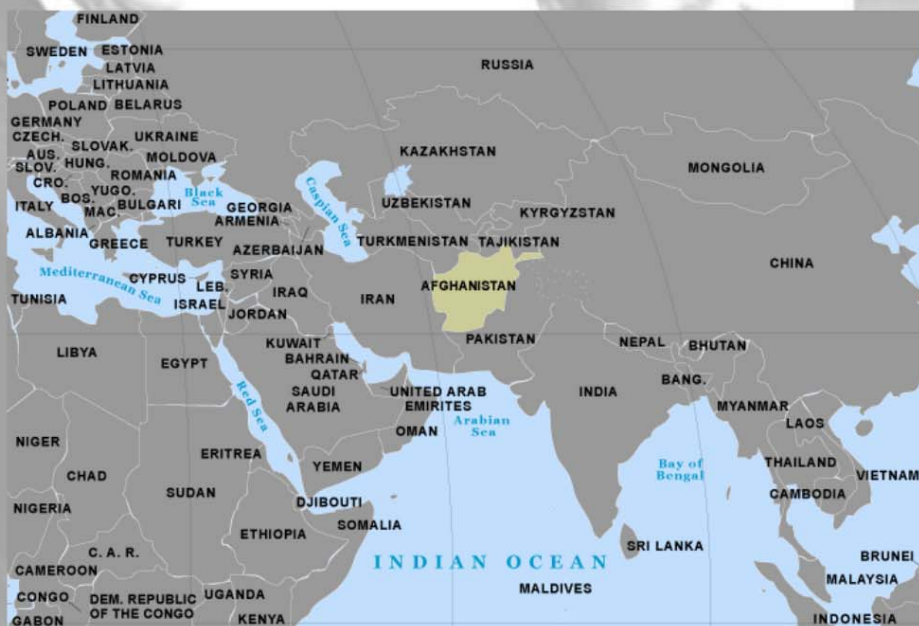 FINLAND
SWEDEN
ESTONIA
LATVIA
LITHUANIA
RUSSIA
POLAND
BELARUS
GERMANY
CZECH.
UKRAINE
SLOVAK.
AUS.
HUNG.
MOLDOVA
KAZAKHSTAN
MONGOLIA
SLOV.
ROMANIA
CRO.
YUGO.
BOS.
Black
Sea
Caspian Sea
ITALY
MAC.
BULGARI
GEORGIA
ARMENIA
UZBEKISTAN
KYRGYZSTAN
ALBANIA
GREECE
TURKEY
AZERBAIJAN
TURKMENISTAN
TAJIKISTAN
CHINA
Mediterranean Sea
CYPRUS
SYRIA
LEB.
TUNISIA
ISRAEL
IRAQ
IRAN
AFGHANISTAN
JORDAN
LIBYA
EGYPT
KUWAIT
BAHRAIN
QATAR
PAKISTAN
NEPAL
BHUTAN
Red Sea
SAUDI
ARABIA
UNITED ARAB
EMIRITES
INDIA
BANG.
MYANMAR
LAOS
NIGER
OMAN
Arabian
Sea
CHAD
ERITREA
YEMEN
Bay of
Bengal
THAILAND
VIETNAM
SUDAN
DJIBOUTI
CAMBODIA
NIGERIA
ETHIOPIA
SOMALIA
C. A. R.
INDIAN OCEAN
SRI LANKA
BRUNEI
CAMEROON
MALDIVES
MALAYSIA
CONGO
DEM. REPUBLIC
OF THE CONGO
UGANDA
GABON
KENYA
INDONESIA